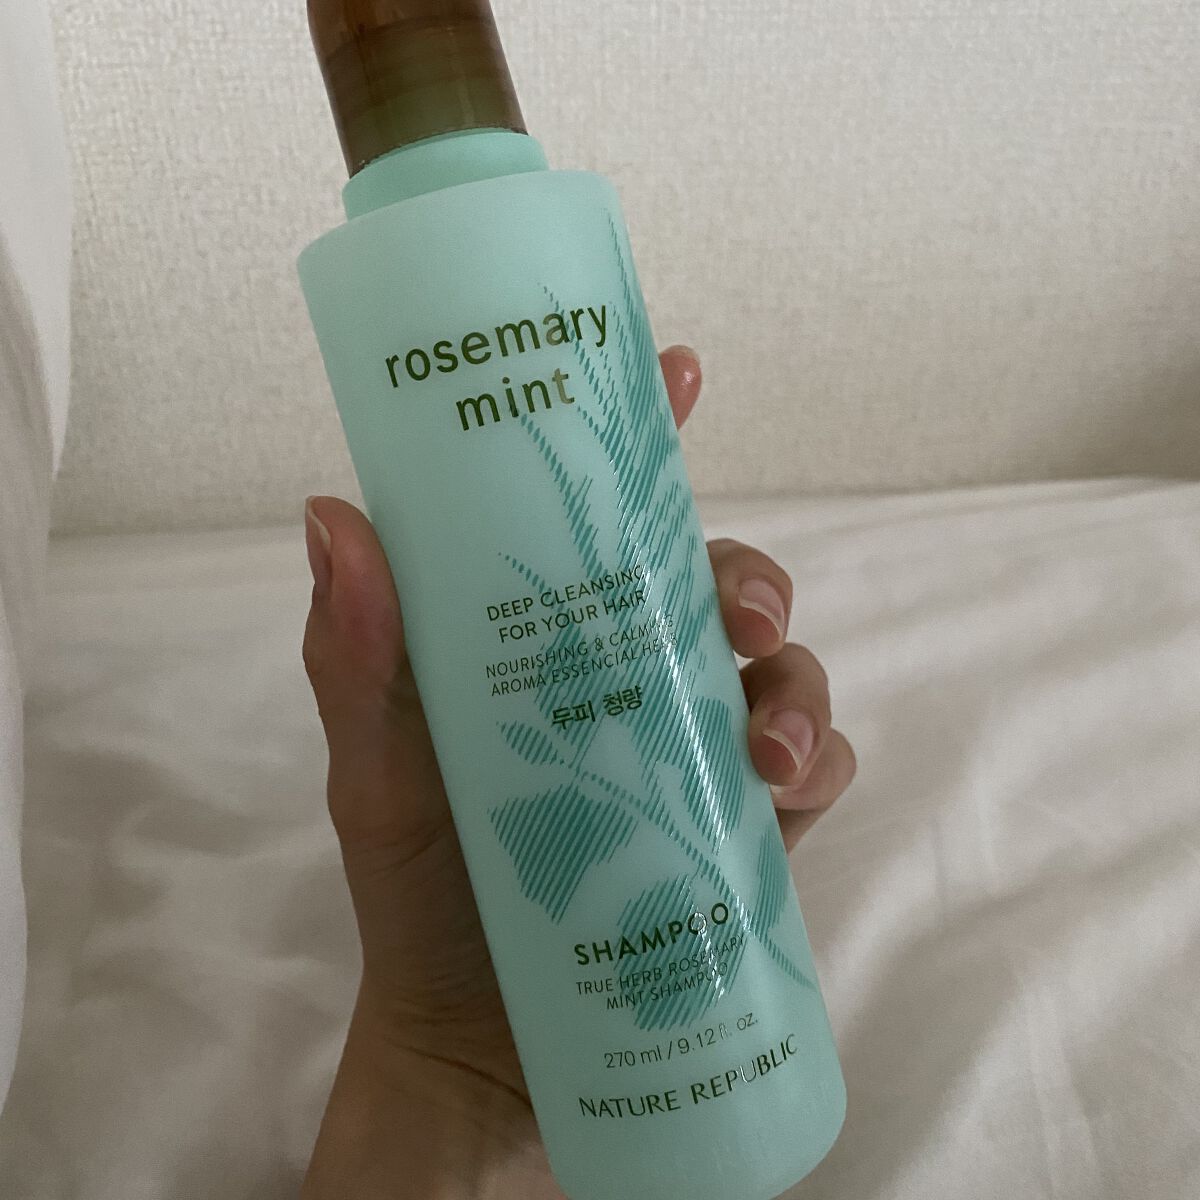 rosemary
mint
DEEP CLEANSING
FOR YOUR HAIR
NOURISHING & CALMING
AROMA ESSENCIAL HERB
두피 청량
SHAMPOO
TRUE HERB ROSEMARY
MINT SHAMPOO
270 ml / 9.12 fl. oz.
NATURE REPUBLIC